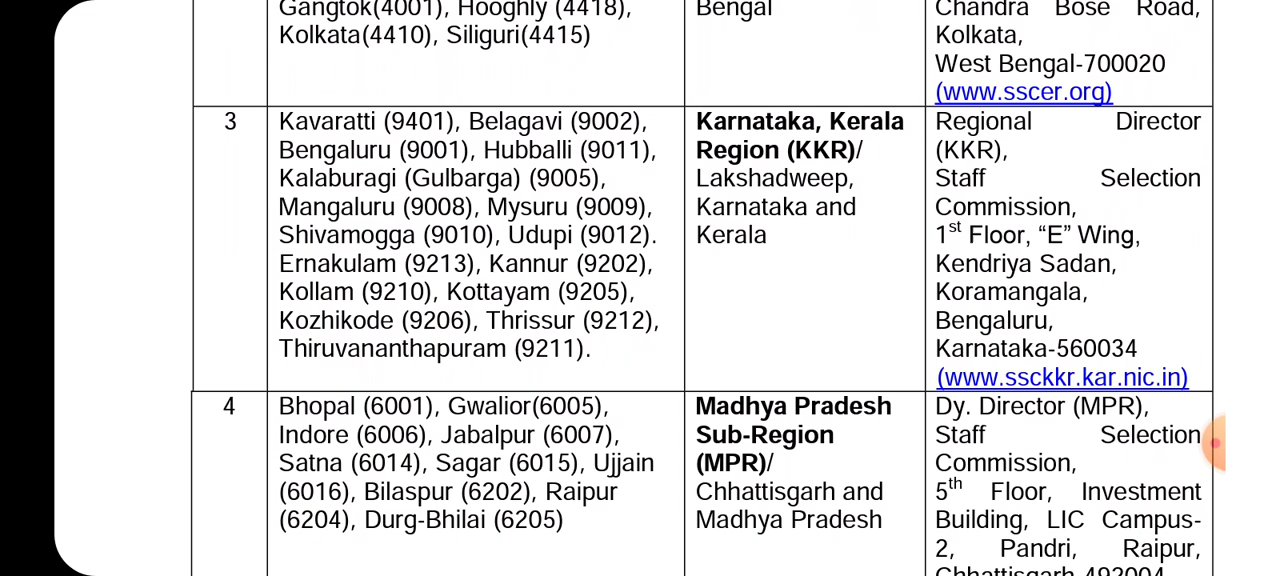 Gangtok(4001), Hooghly (4418),
Kolkata(4410), Siliguri(4415)
Bengal
Chandra Bose Road,
Kolkata,
West Bengal-700020
(www.sscer.org)
3
Kavaratti (9401), Belagavi (9002),
Bengaluru (9001), Hubballi (9011),
Kalaburagi (Gulbarga) (9005),
Mangaluru (9008), Mysuru (9009),
Shivamogga (9010), Udupi (9012).
Ernakulam (9213), Kannur (9202),
Kollam (9210), Kottayam (9205),
Kozhikode (9206), Thrissur (9212),
Thiruvananthapuram (9211).
Karnataka, Kerala
Region (KKR)/
Lakshadweep,
Karnataka and
Kerala
Regional Director
(KKR),
Staff Selection
Commission,
1st Floor, “E” Wing,
Kendriya Sadan,
Koramangala,
Bengaluru,
Karnataka-560034
(www.ssckkr.kar.nic.in)
4
Bhopal (6001), Gwalior(6005),
Indore (6006), Jabalpur (6007),
Satna (6014), Sagar (6015), Ujjain
(6016), Bilaspur (6202), Raipur
(6204), Durg-Bhilai (6205)
Madhya Pradesh
Sub-Region
(MPR)/
Chhattisgarh and
Madhya Pradesh
Dy. Director (MPR),
Staff Selection
Commission,
5th Floor, Investment
Building, LIC Campus-
2, Pandri, Raipur,
Chhattisgarh-492004